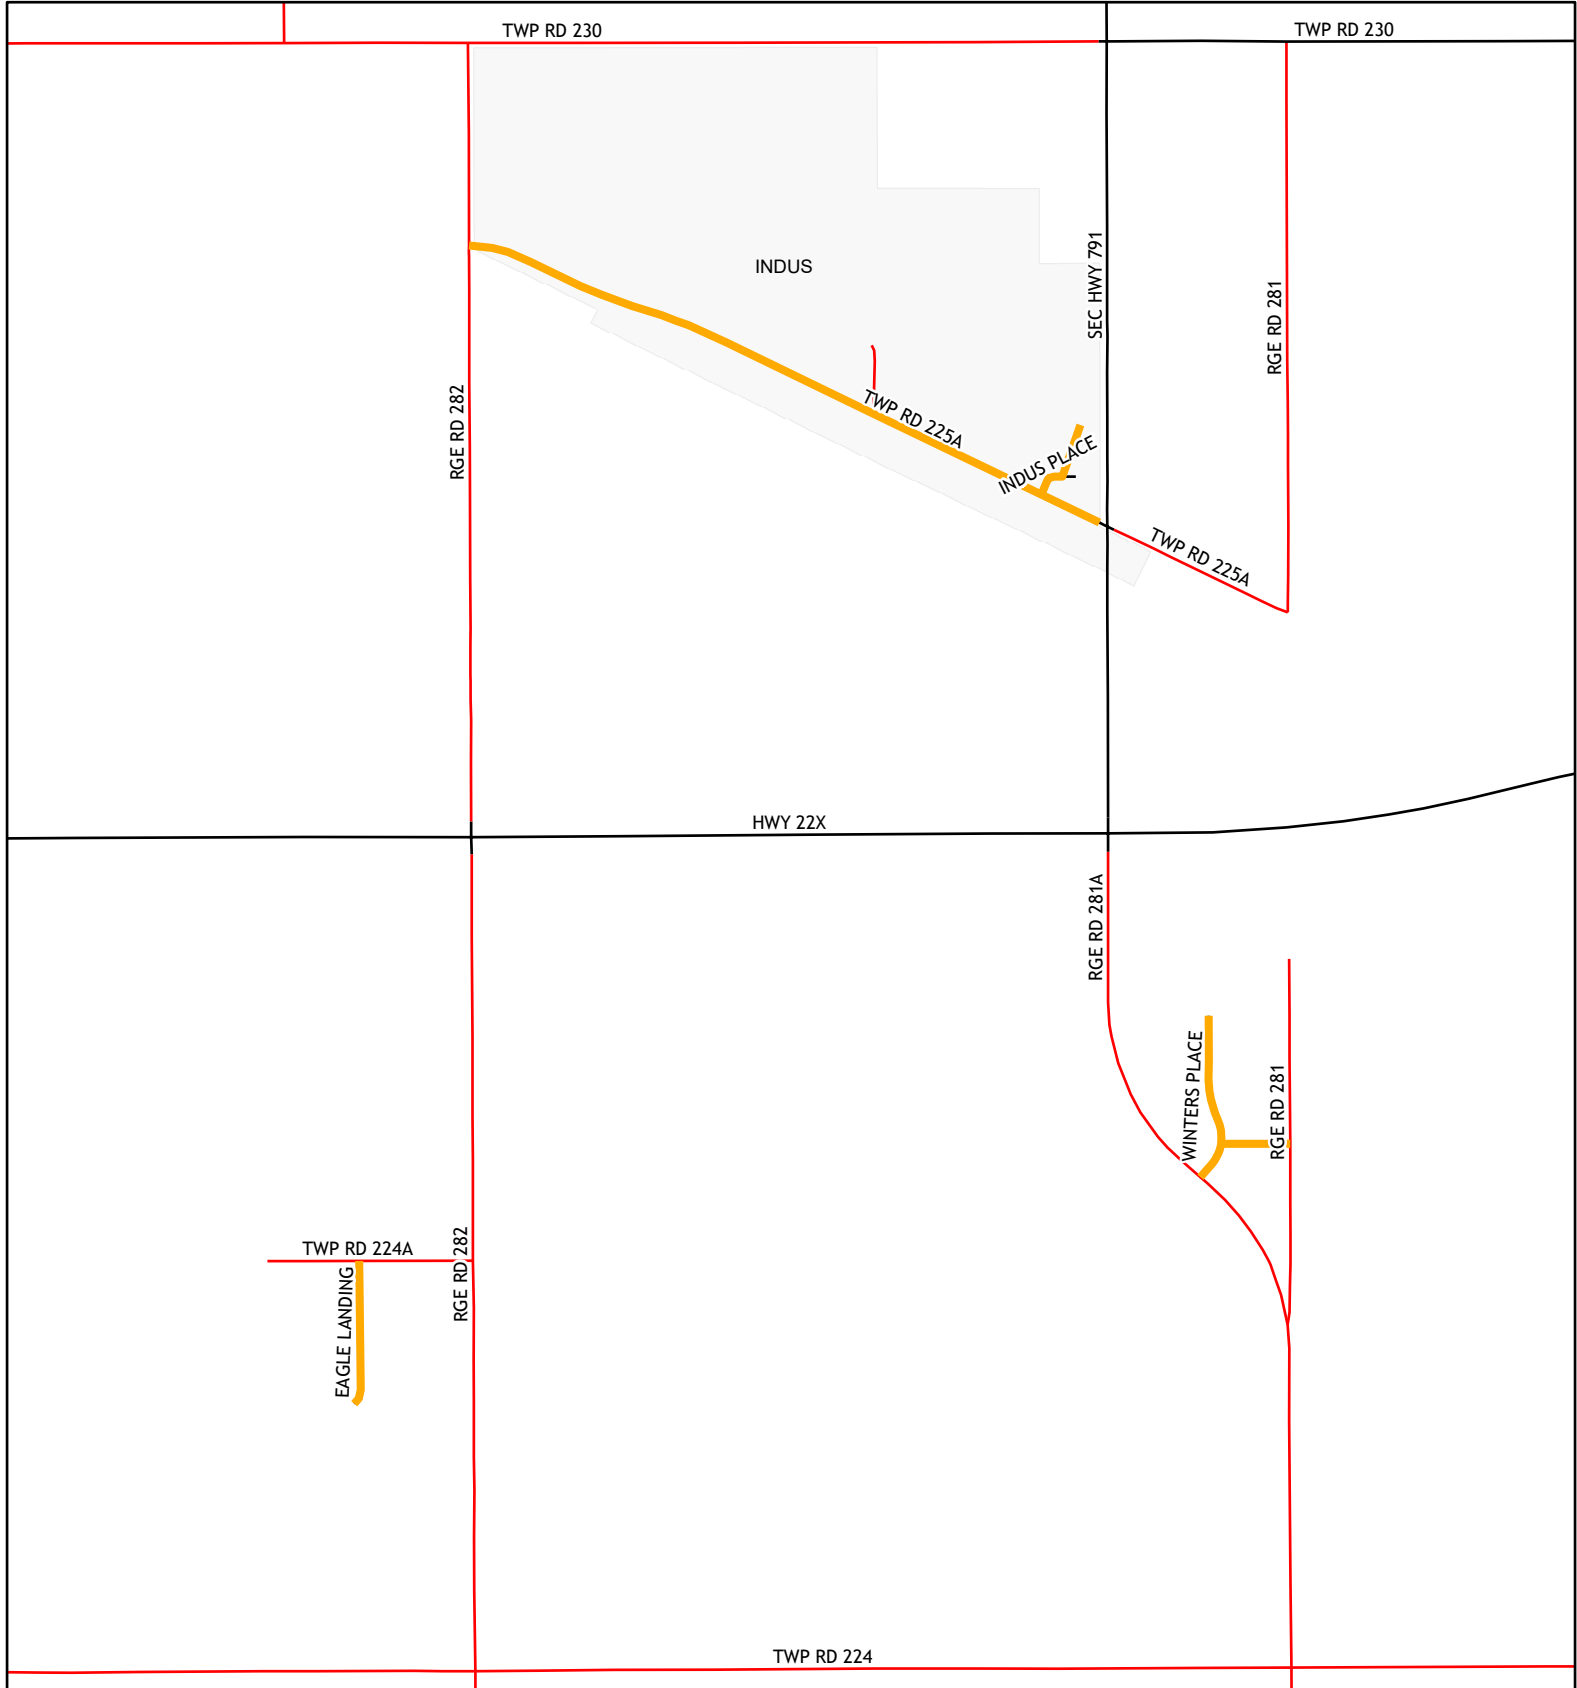 TWP RD 230
TWP RD 230
SEC HWY 791
INDUS
RGE RD 281
RGE RD 282
TWP RD 225A
INDUS PLACE
TWP RD 225A
HWY 22X
RGE RD 281A
WINTERS PLACE
RGE RD 281
TWP RD 224A
RGE RD 282
EAGLE LANDING
TWP RD 224